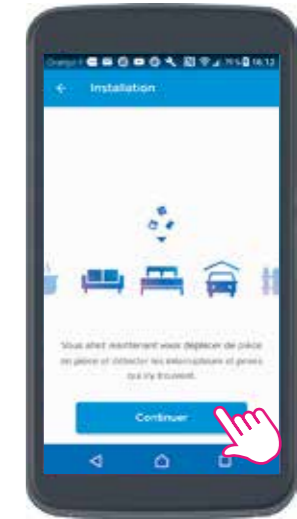 Orange F 71% 16:12
Installation
Vous allez maintenant vous déplacer de pièce
en pièce et détecter les interrupteurs et prises
qui s'y trouvent.
Continuer